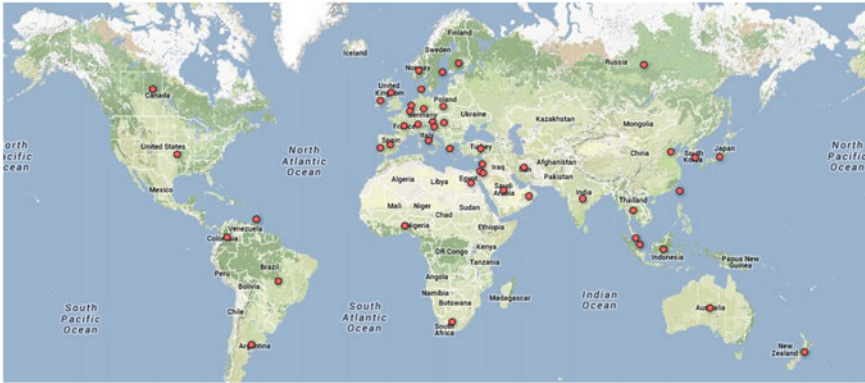 Iceland
Finland
Sweden
Norway
Russia
Canada
United
Kingdom
Poland
Germany
Ukraine
Kazakhstan
Mongolia
France
Italy
North
Pacific
Ocean
United States
North
Atlantic
Ocean
Spain
Turkey
China
South
Korea
Japan
North
Pacific
Ocean
Afghanistan
Iraq
Iran
Pakistan
Algeria
Libya
Egypt
Saudi
Arabia
India
Mexico
Mali
Niger
Chad
Sudan
Thailand
Nigeria
Ethiopia
Venezuela
Colombia
DR Congo
Kenya
Indonesia
Papua New
Guinea
Tanzania
Brazil
Peru
Bolivia
Angola
Namibia
Botswana
Madagascar
Indian
Ocean
South
Pacific
Ocean
Chile
South
Atlantic
Ocean
Australia
South
Africa
Argentina
New
Zealand